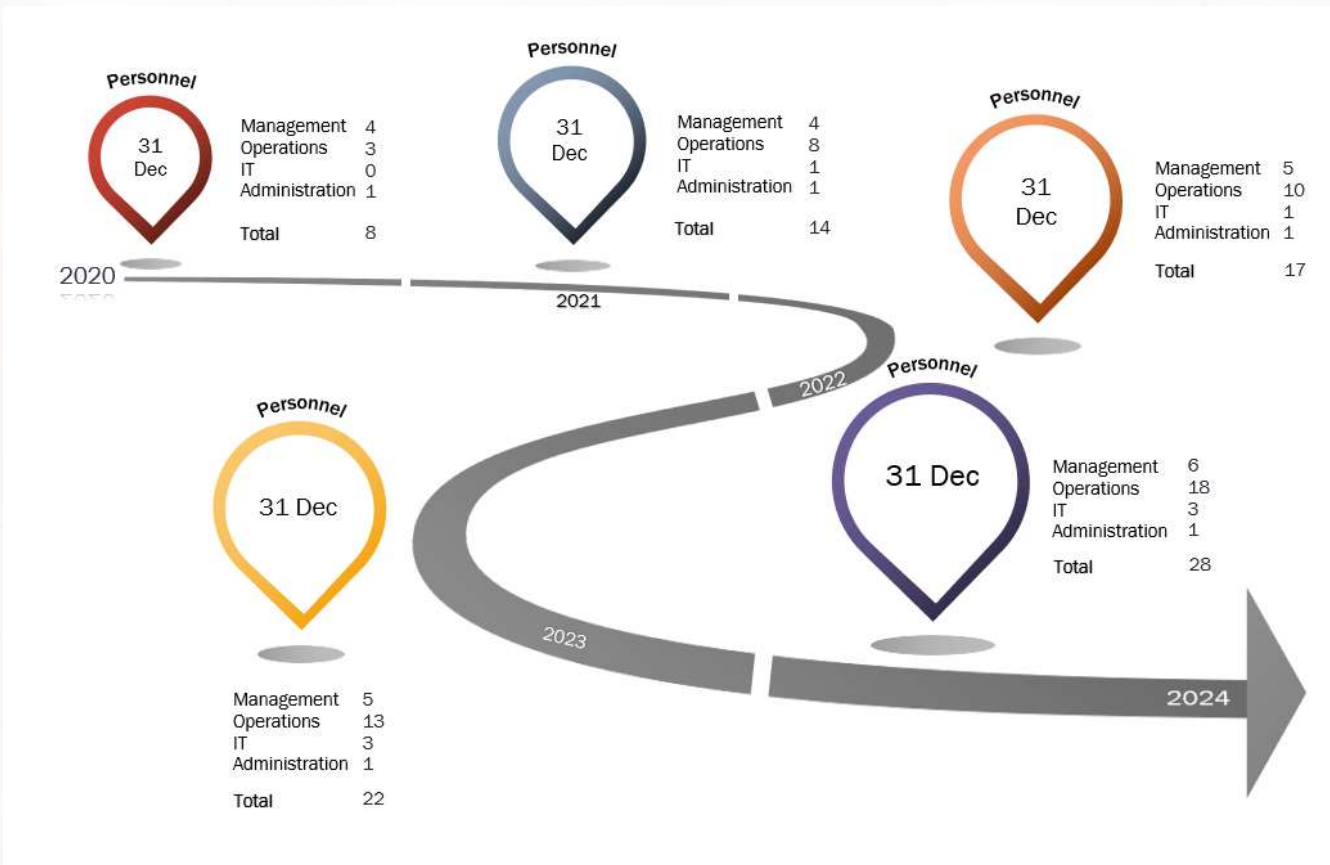 Personnel
31
Dec
Management 4
Operations 3
IT 0
Administration 1
Total 8
2020
Personnel
31
Dec
Management 4
Operations 8
IT 1
Administration 1
Total 14
2021
Personnel
31
Dec
Management 5
Operations 10
IT 1
Administration 1
Total 17
2022
Personnel
31 Dec
Management 5
Operations 13
IT 3
Administration 1
Total 22
2023
Personnel
31 Dec
Management 6
Operations 18
IT 3
Administration 1
Total 28
2024